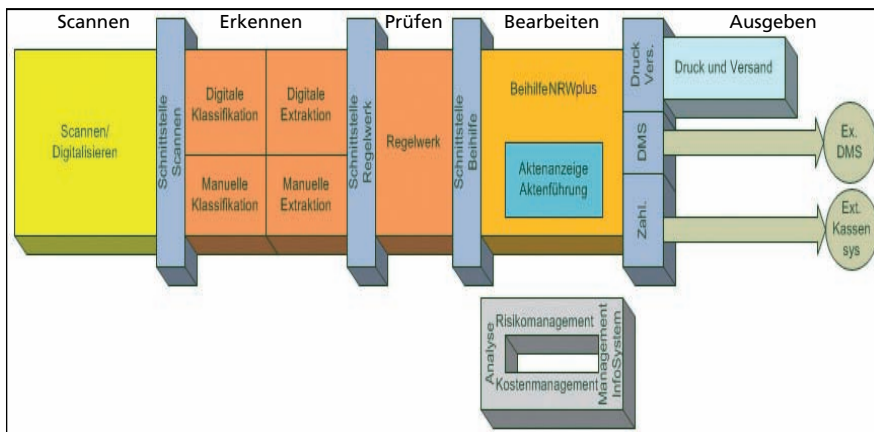 Scannen Erkennen Prüfen Bearbeiten Ausgeben
Scannen/
Digitalisieren
Schnittstelle
Scannen
Digitale
Klassifikation
Digitale
Extraktion
Manuelle
Klassifikation
Manuelle
Extraktion
Schnittstelle
Regelwerk
Regelwerk
Schnittstelle
Beihilfe
BeihilfeNRWplus
Aktenanzeige
Aktenführung
Druck
Vers.
DMS
Zahl.
Druck und Versand
Ex.
DMS
Ext.
Kassen
sys
Analyse
Risikomanagement
Kostenmanagement
Management
InfoSystem